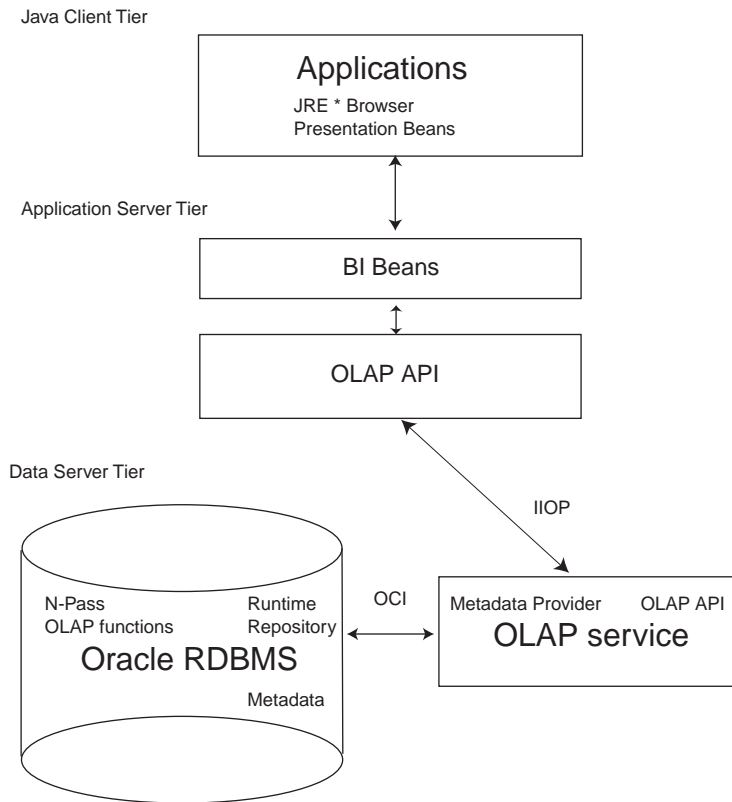 Java Client Tier
Applications
JRE * Browser
Presentation Beans
Application Server Tier
BI Beans
OLAP API
Data Server Tier
IIOP
N-Pass
OLAP functions
Runtime
Repository
Oracle RDBMS
Metadata
OCI
Metadata Provider
OLAP API
OLAP service